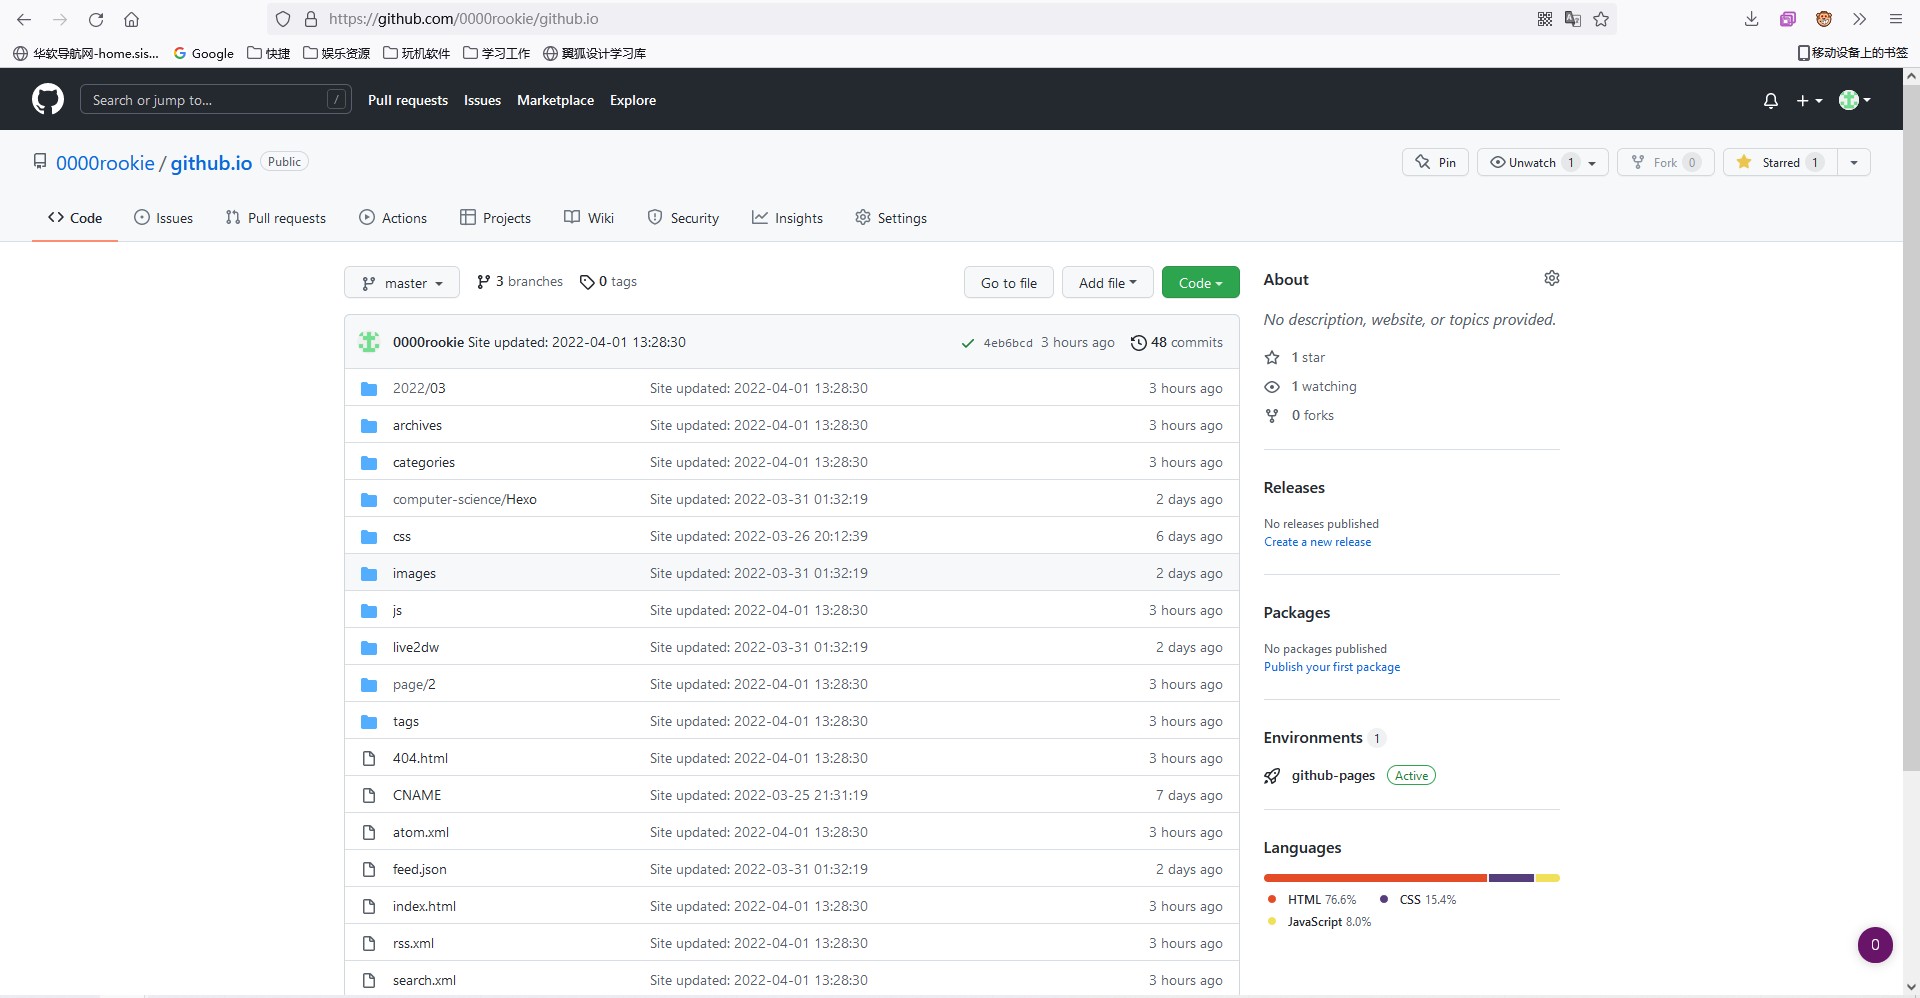 https://github.com/0000rookie/github.io
华软导航网-home.sis... Google 快捷 娱乐资源 玩机软件 学习工作 翼狐设计学习库 移动设备上的书签
Search or jump to... / Pull requests Issues Marketplace Explore
0000rookie / github.io Public Pin Unwatch 1 Fork 0 Starred 1
Code Issues Pull requests Actions Projects Wiki Security Insights Settings
master 3 branches 0 tags Go to file Add file Code
0000rookie Site updated: 2022-04-01 13:28:30 4eb6bcd 3 hours ago 48 commits
2022/03 Site updated: 2022-04-01 13:28:30 3 hours ago
archives Site updated: 2022-04-01 13:28:30 3 hours ago
categories Site updated: 2022-04-01 13:28:30 3 hours ago
computer-science/Hexo Site updated: 2022-03-31 01:32:19 2 days ago
css Site updated: 2022-03-26 20:12:39 6 days ago
images Site updated: 2022-03-31 01:32:19 2 days ago
js Site updated: 2022-04-01 13:28:30 3 hours ago
live2dw Site updated: 2022-03-31 01:32:19 2 days ago
page/2 Site updated: 2022-04-01 13:28:30 3 hours ago
tags Site updated: 2022-04-01 13:28:30 3 hours ago
404.html Site updated: 2022-04-01 13:28:30 3 hours ago
CNAME Site updated: 2022-03-25 21:31:19 7 days ago
atom.xml Site updated: 2022-04-01 13:28:30 3 hours ago
feed.json Site updated: 2022-03-31 01:32:19 2 days ago
index.html Site updated: 2022-04-01 13:28:30 3 hours ago
rss.xml Site updated: 2022-04-01 13:28:30 3 hours ago
search.xml Site updated: 2022-04-01 13:28:30 3 hours ago
About
No description, website, or topics provided.
1 star
1 watching
0 forks
Releases
No releases published
Create a new release
Packages
No packages published
Publish your first package
Environments 1
github-pages Active
Languages
HTML 76.6% CSS 15.4%
JavaScript 8.0%
0